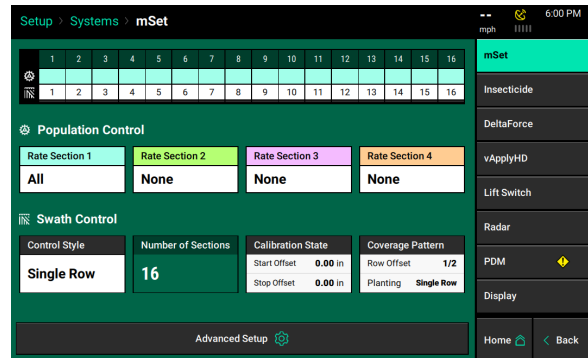 Setup > Systems > mSet
-- mph
6:00 PM
1 2 3 4 5 6 7 8 9 10 11 12 13 14 15 16
1 2 3 4 5 6 7 8 9 10 11 12 13 14 15 16
Population Control
Rate Section 1 Rate Section 2 Rate Section 3 Rate Section 4
All None None None
Swath Control
Control Style Number of Sections Calibration State Coverage Pattern
Single Row 16
Start Offset 0.00 in Row Offset 1/2
Stop Offset 0.00 in Planting Single Row
Advanced Setup
mSet
Insecticide
DeltaForce
vApplyHD
Lift Switch
Radar
PDM
Display
Home < Back